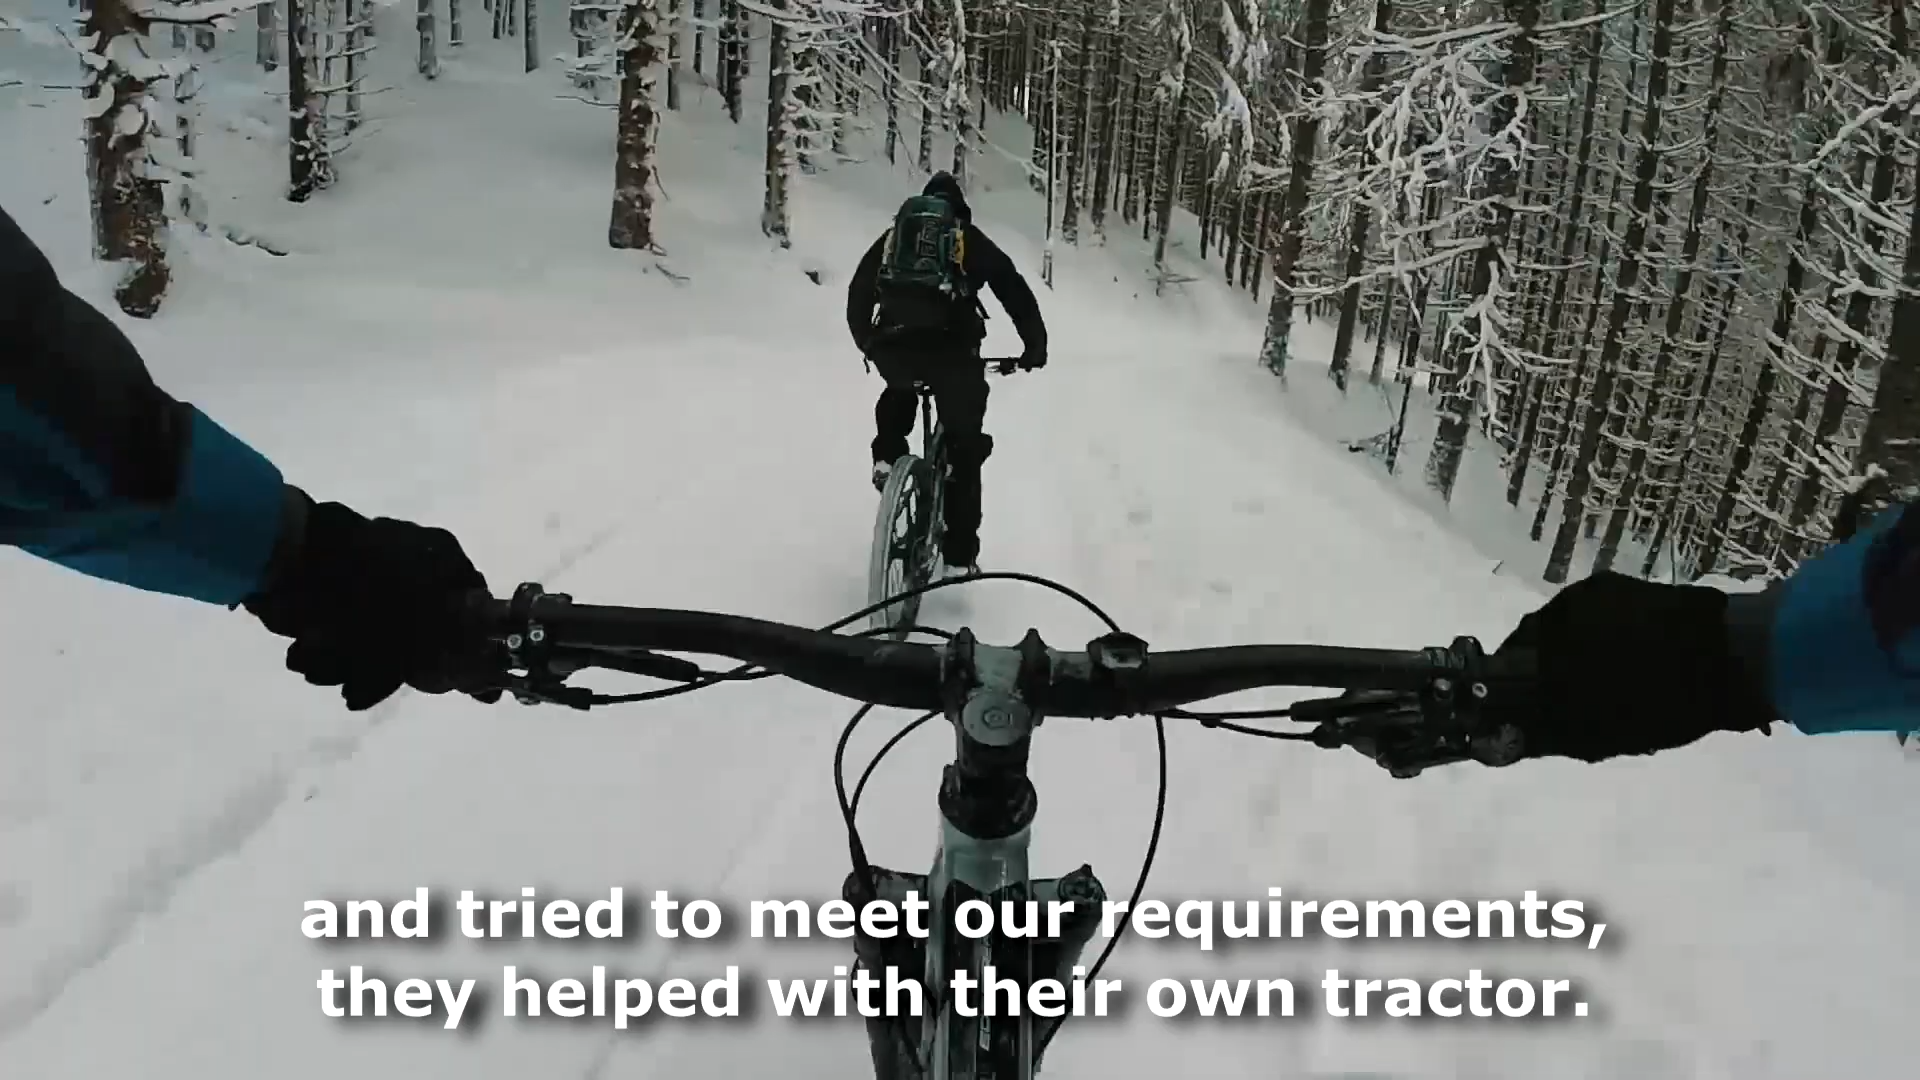 and tried to meet our requirements,
they helped with their own tractor.